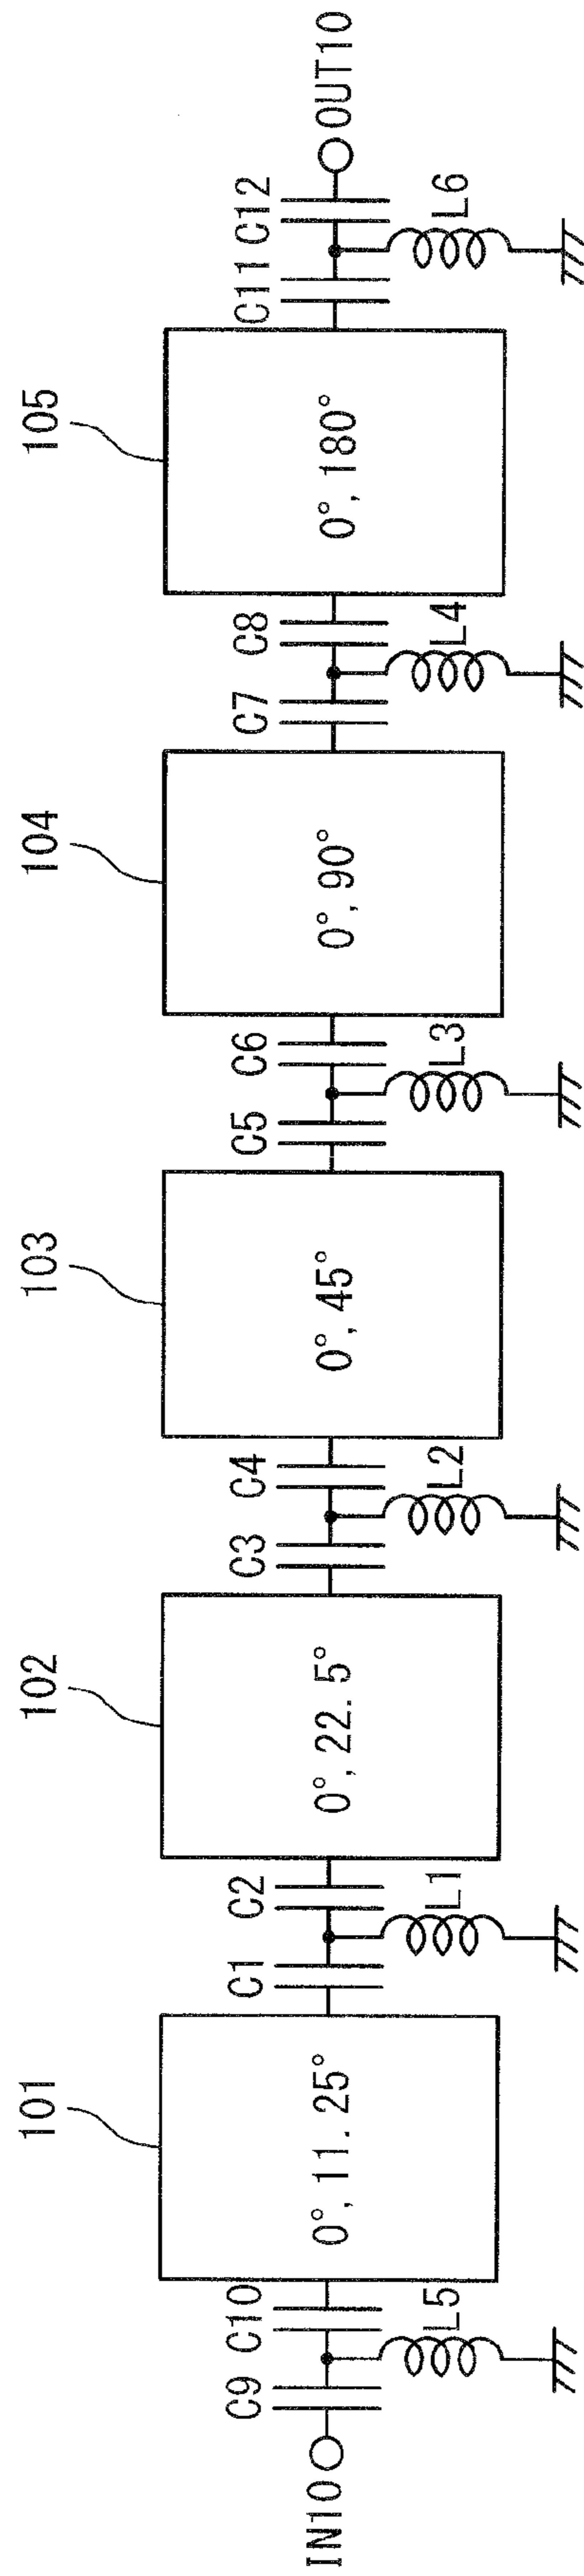 101
102
103
104
105
IN10
C9
C10
0°, 11. 25°
C1
C2
0°, 22. 5°
C3
C4
0°, 45°
C5
C6
0°, 90°
C7
C8
0°, 180°
C11
C12
OUT10
L5
L1
L2
L3
L4
L6